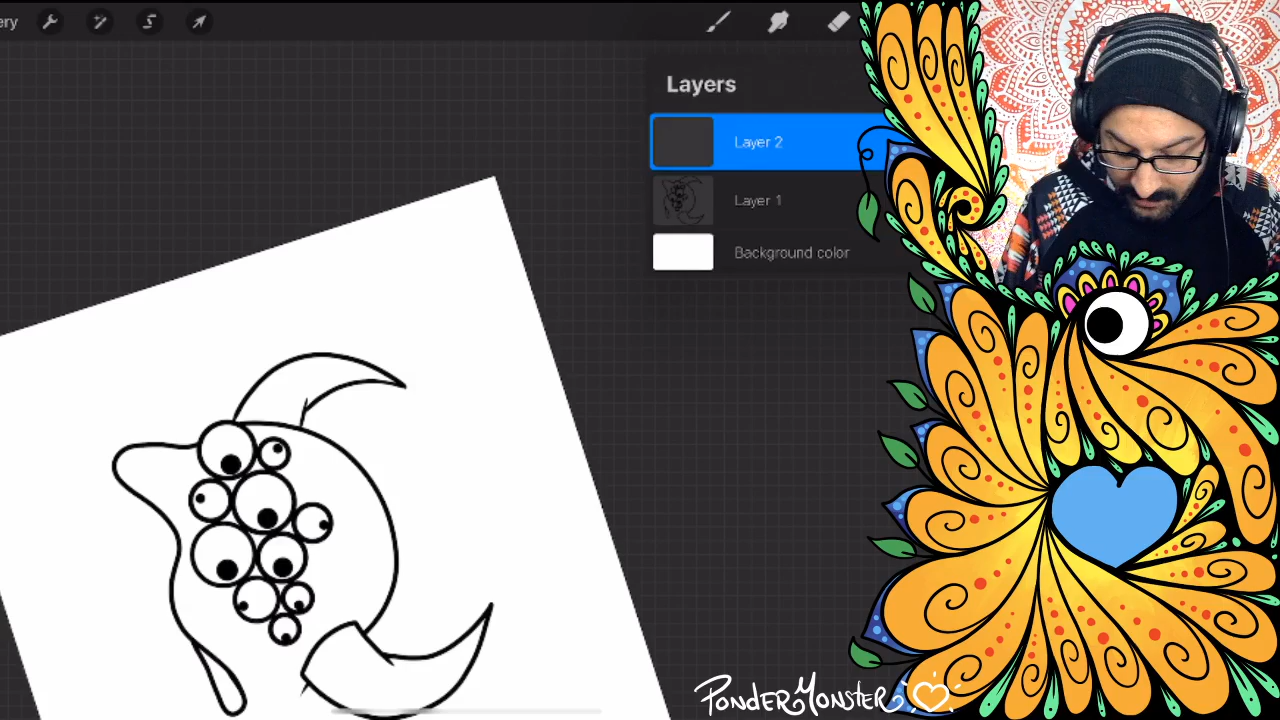 ery
Layers
Layer 2
Layer 1
Background color
PonderMonster